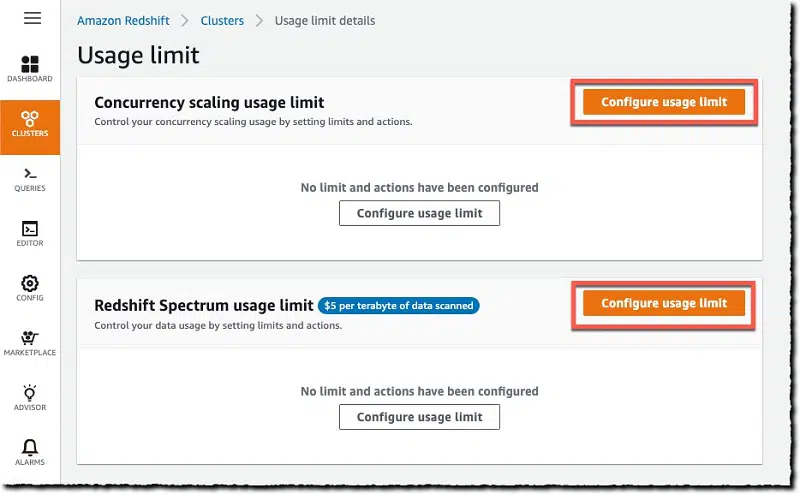 Amazon Redshift > Clusters > Usage limit details
Usage limit
DASHBOARD
CLUSTERS
QUERIES
EDITOR
CONFIG
MARKETPLACE
ADVISOR
ALARMS
Concurrency scaling usage limit
Configure usage limit
Control your concurrency scaling usage by setting limits and actions.
No limit and actions have been configured
Configure usage limit
Redshift Spectrum usage limit $5 per terabyte of data scanned
Configure usage limit
Control your data usage by setting limits and actions.
No limit and actions have been configured
Configure usage limit